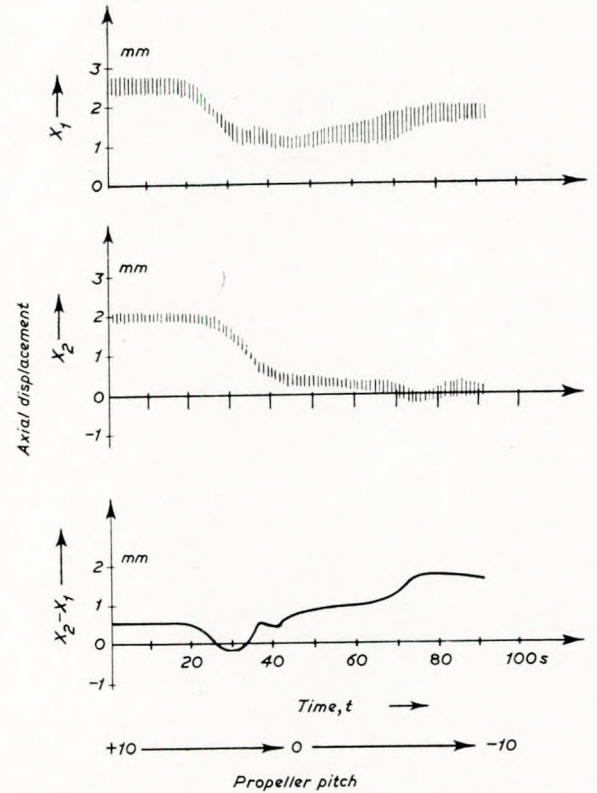 mm
3
2
1
0
X₁
mm
3
2
1
0
-1
X₂
Axial displacement
mm
2
1
0
-1
X₂-X₁
20 40 60 80 100s
Time, t
+10 0 -10
Propeller pitch